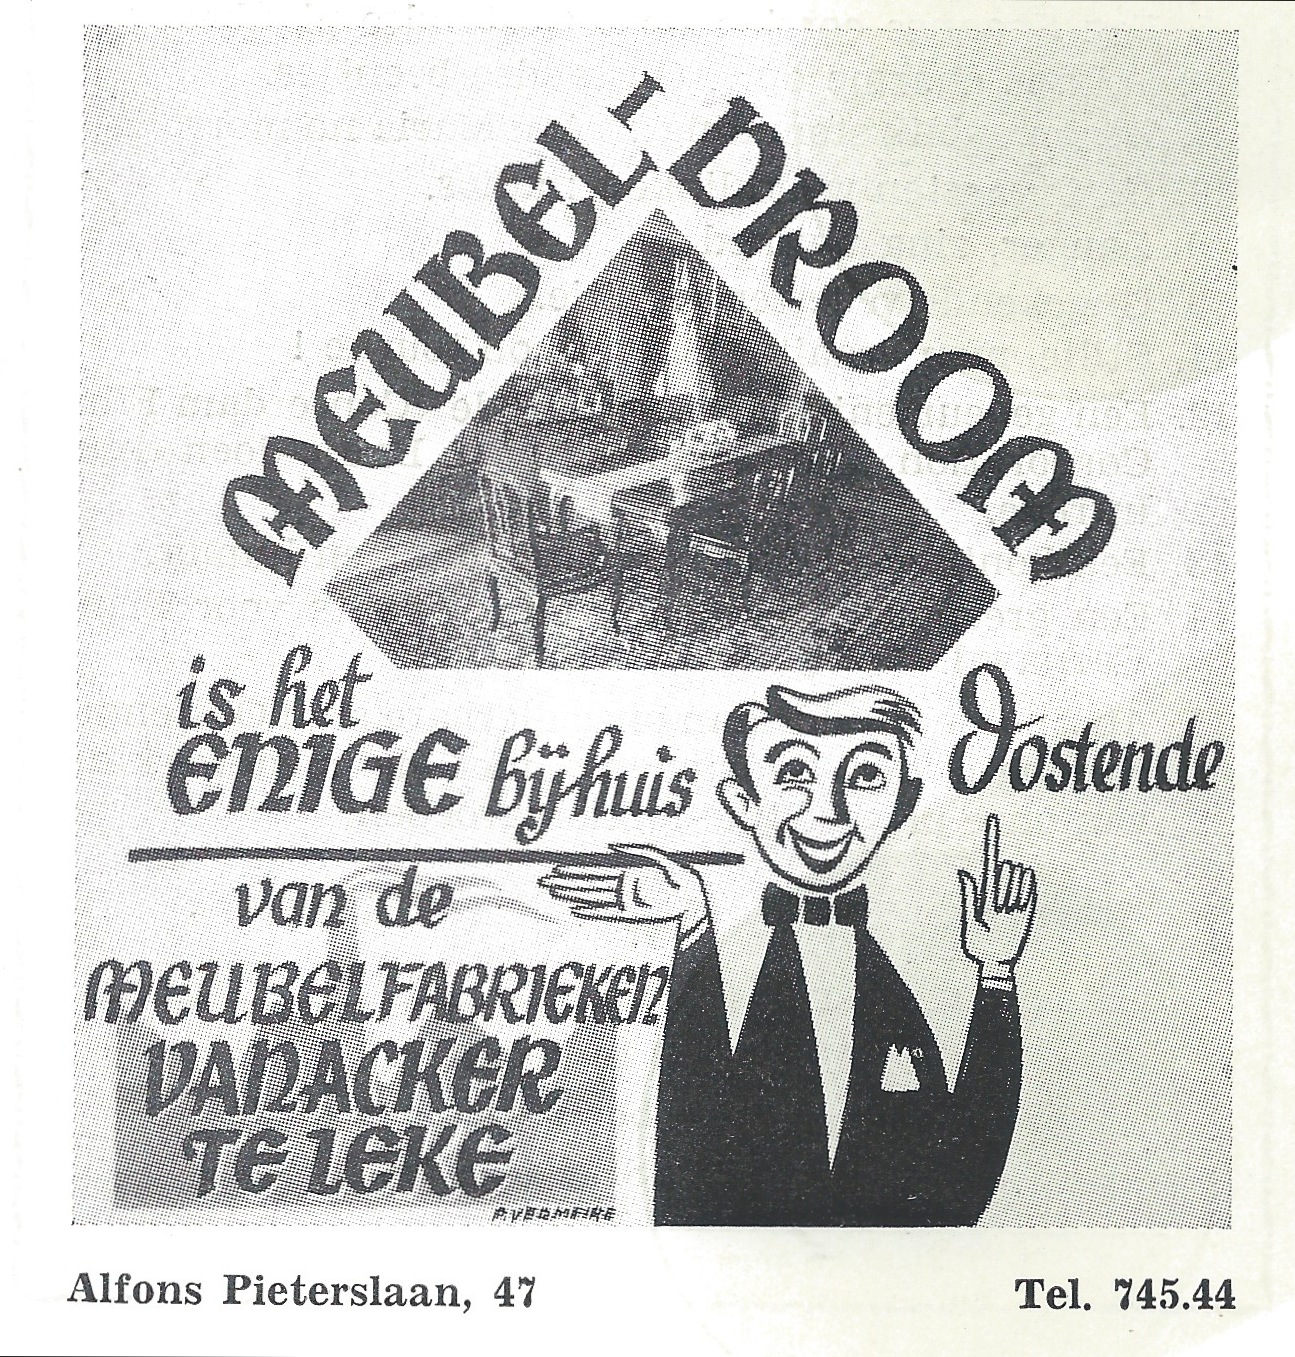 MEUBEL-DROOM
is het
ENIGE bijhuis
Oostende
van de
MEUBELFABRIEKEN
VANACKER
TE LEKE
P. VERMEIRE
Alfons Pieterslaan, 47
Tel. 745.44